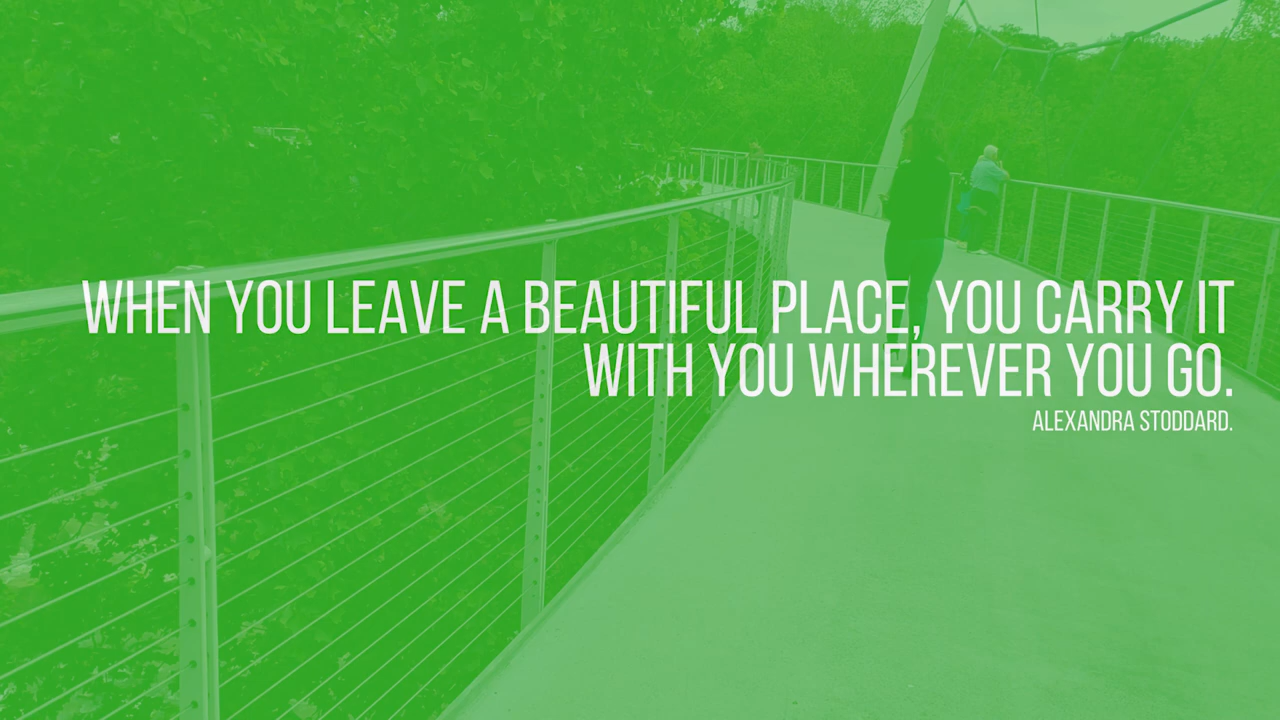 WHEN YOU LEAVE A BEAUTIFUL PLACE, YOU CARRY IT
WITH YOU WHEREVER YOU GO.
ALEXANDRA STODDARD.